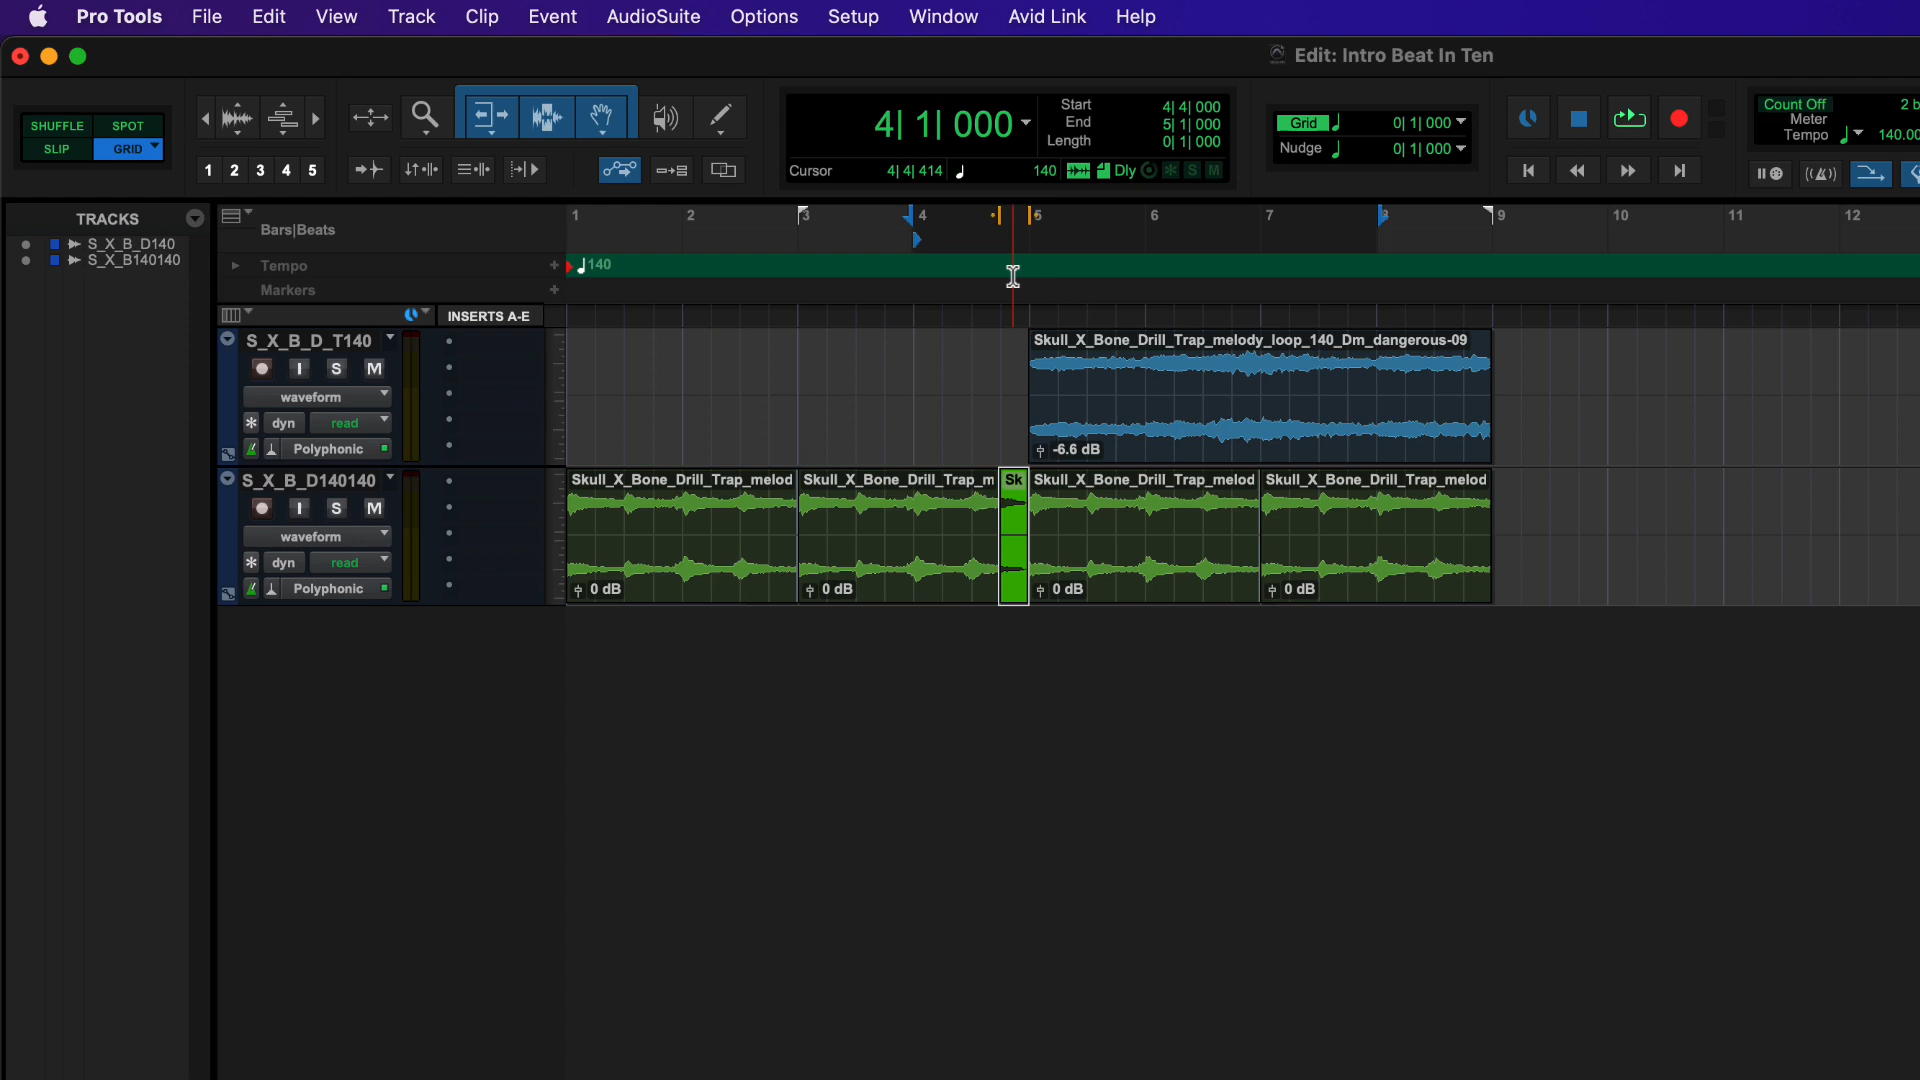 Pro Tools File Edit View Track Clip Event AudioSuite Options Setup Window Avid Link Help
Edit: Intro Beat In Ten
SHUFFLE SPOT
SLIP GRID
1 2 3 4 5
4| 1| 000
Start 4| 4| 000
End 5| 1| 000
Length 0| 1| 000
Cursor 4| 4| 414 140 Dly S M
Grid 0| 1| 000
Nudge 0| 1| 000
Count Off 2 b
Meter
Tempo 140.00
TRACKS
S_X_B_D140
S_X_B140140
Bars|Beats
1 2 3 4 5 6 7 8 9 10 11 12
Tempo 140
Markers
INSERTS A-E
S_X_B_D_T140
I S M
waveform
dyn read
Polyphonic
Skull_X_Bone_Drill_Trap_melody_loop_140_Dm_dangerous-09
-6.6 dB
S_X_B_D140140
I S M
waveform
dyn read
Polyphonic
Skull_X_Bone_Drill_Trap_melod Skull_X_Bone_Drill_Trap_m Sk Skull_X_Bone_Drill_Trap_melod Skull_X_Bone_Drill_Trap_melod
0 dB 0 dB 0 dB 0 dB